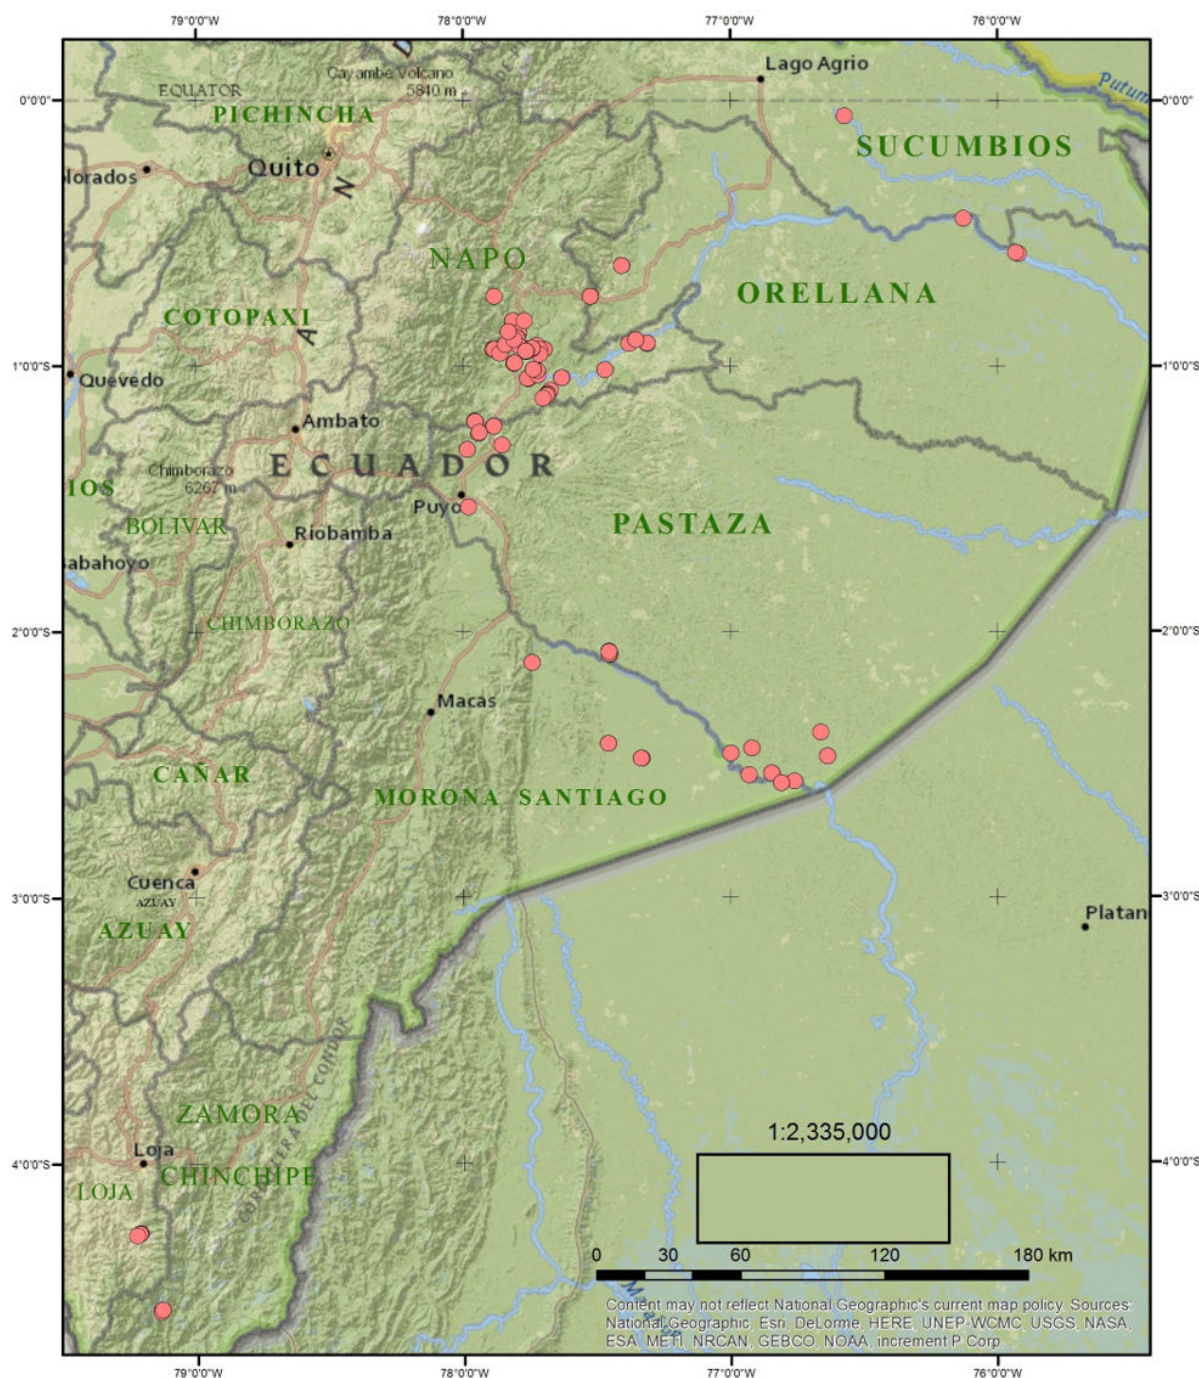 79°0'0"W 78°0'0"W 77°0'0"W 76°0'0"W
Lago Arigo
Cayambe Volcano
5840 m
0°0'0" EQUATOR 0°0'0"
PICHINCHA
SUCUMBIOS
Quito
N
NAPO
ORELLANA
COTOPAXI
A
1°0'0"S 1°0'0"S
Quevedo
Ambato
ECUADOR
Chimborazo
6267 m
BOLIVAR
Puyo
PASTAZA
Riobamba
CHIMBORAZO
2°0'0"S 2°0'0"S
Macas
CAÑAR
MORONA SANTIAGO
Cuenca
AZUAY
3°0'0"S 3°0'0"S
Platan
AZUAY
CORDILLERA DEL CONDOR
ZAMORA
1:2,335,000
Loja
4°0'0"S 4°0'0"S
CHINCHIPE
LOJA
0 30 60 120 180 km
Content may not reflect National Geographic's current map policy. Sources:
National Geographic, Esri, DeLorme, HERE, UNEP-WCMC, USGS, NASA,
ESA, METI, NRCAN, GEBCO, NOAA, increment P Corp.
79°0'0"W 78°0'0"W 77°0'0"W 76°0'0"W